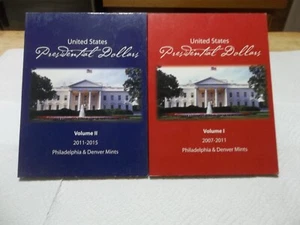 United States
Presidential Dollars
Volume II
2011-2015
Philadelphia & Denver Mints
United States
Presidential Dollars
Volume I
2007-2011
Philadelphia & Denver Mints